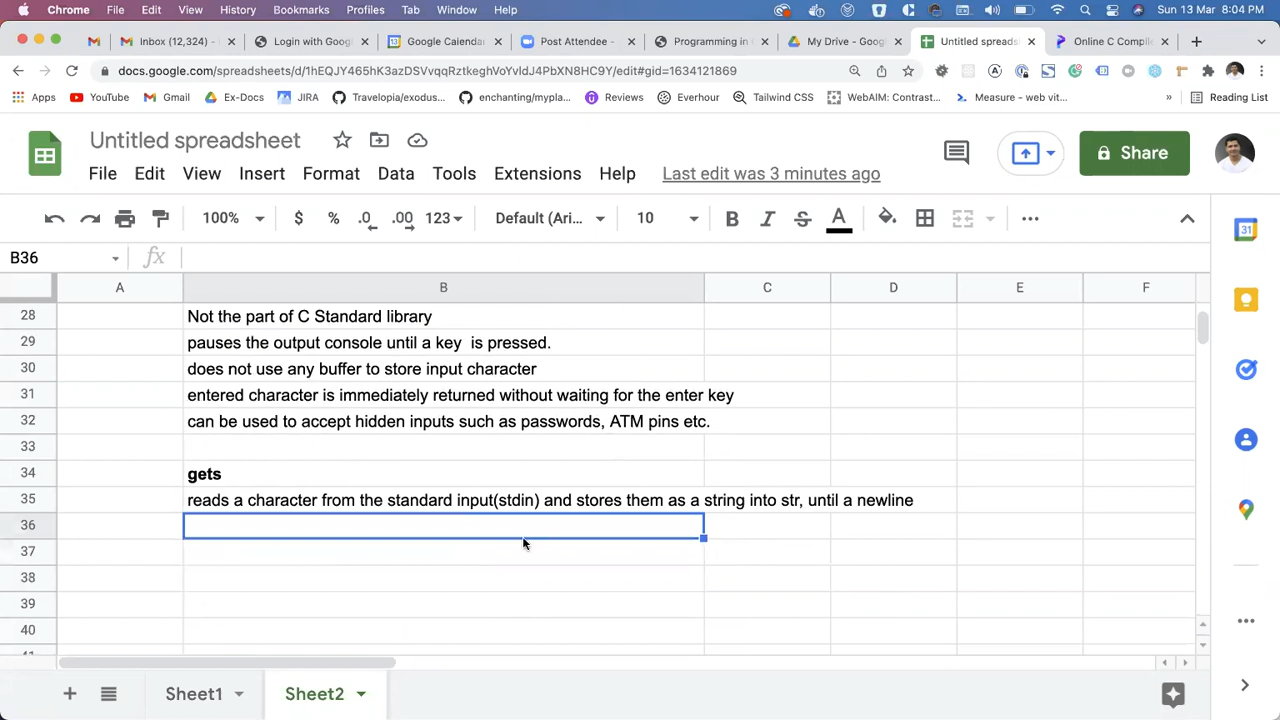 Chrome File Edit View History Bookmarks Profiles Tab Window Help Sun 13 Mar 8:04 PM
Inbox (12,324) - Login with Googl Google Calenda Post Attendee - Programming in My Drive - Googl Untitled spreads Online C Compile
docs.google.com/spreadsheets/d/1hEQJY465hK3azDSVvqq
edit#gid=1634121869
Apps YouTube Gmail Ex-Docs JIRA Travelopia/exodus... enchanting/mypla... Reviews Everhour Tailwind CSS WebAIM: Contrast... Measure - web vit... » Reading List
Untitled spreadsheet
Share
File Edit View Insert Format Data Tools Extensions Help Last edit was 3 minutes ago
100% $ % .0 .00 123 Default (Ari... 10 B I S A
B36 fx
A B C D E F
28 Not the part of C Standard library
29 pauses the output console until a key is pressed.
30 does not use any buffer to store input character
31 entered character is immediately returned without waiting for the enter key
32 can be used to accept hidden inputs such as passwords, ATM pins etc.
33
34 gets
35 reads a character from the standard input(stdin) and stores them as a string into str, until a newline
36
37
38
39
40
Sheet1 Sheet2
31